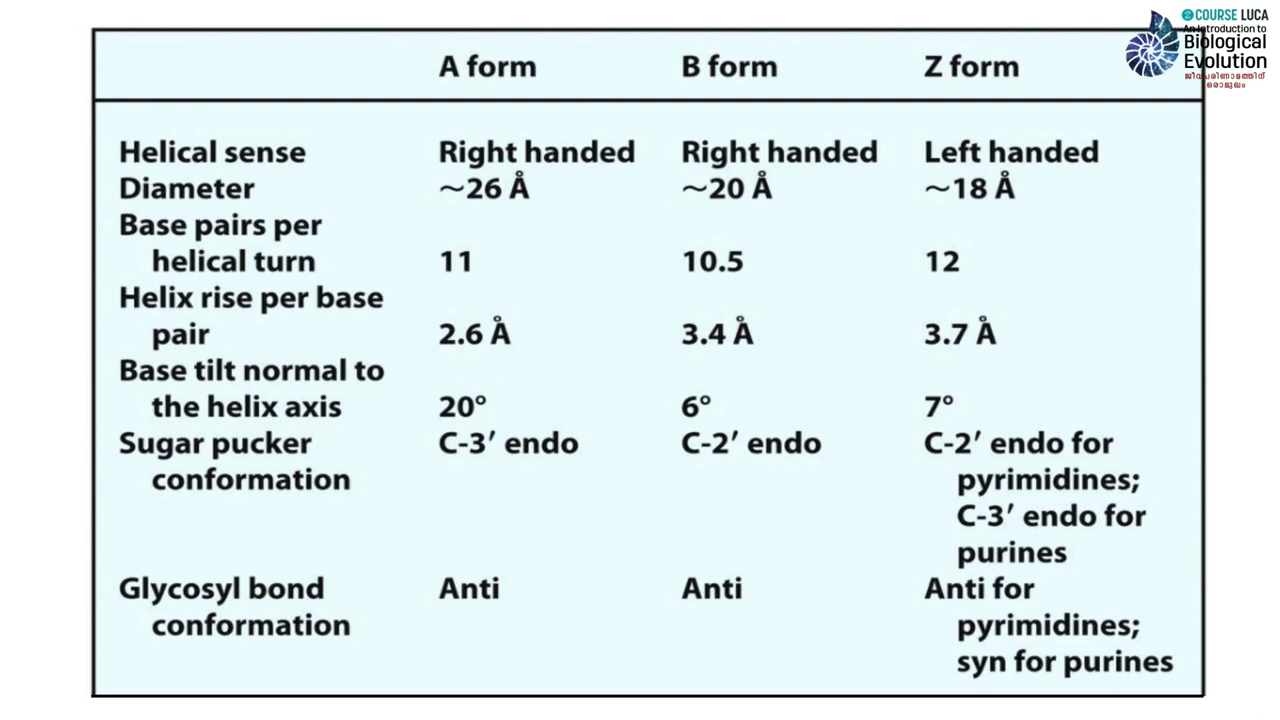 COURSE LUCA
An Introduction to
Biological
Evolution
ജീവപരിണാമത്തിന്
ഒരാമുഖം
A form B form Z form
Helical sense Right handed Right handed Left handed
Diameter ~26 Å ~20 Å ~18 Å
Base pairs per
helical turn 11 10.5 12
Helix rise per base
pair 2.6 Å 3.4 Å 3.7 Å
Base tilt normal to
the helix axis 20° 6° 7°
Sugar pucker C-3′ endo C-2′ endo C-2′ endo for
conformation pyrimidines;
C-3′ endo for
purines
Glycosyl bond Anti Anti Anti for
conformation pyrimidines;
syn for purines